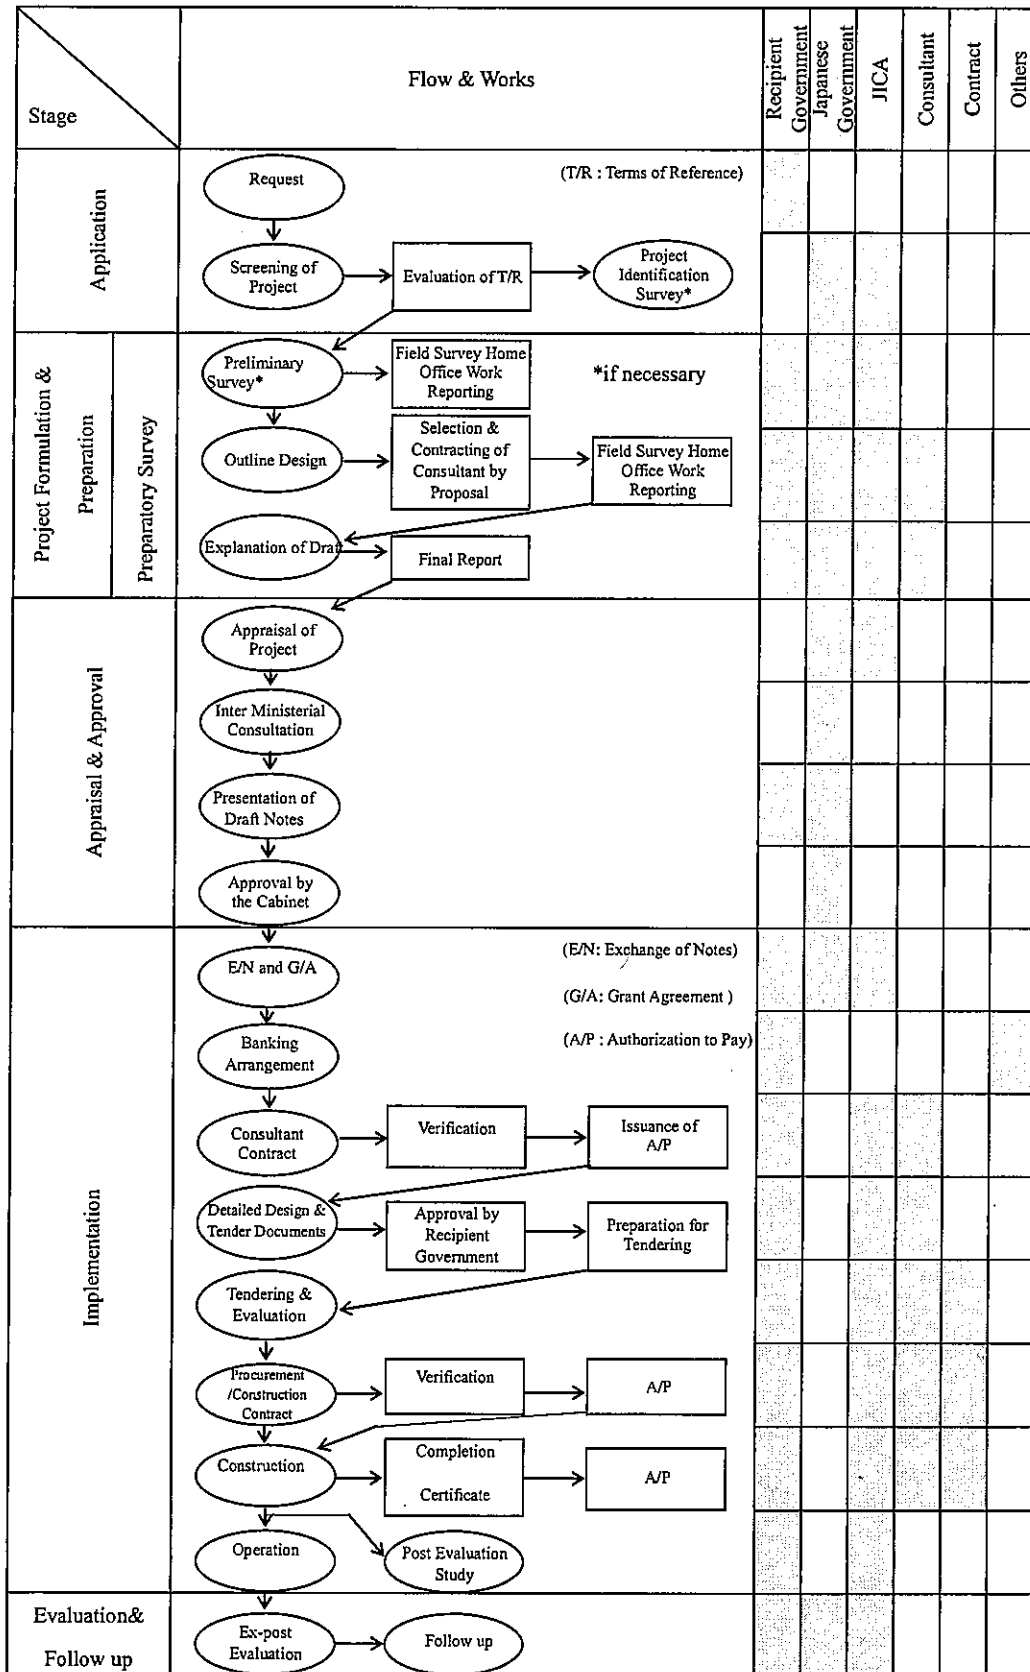 Stage
Flow & Works
Recipient
Government
Japanese
Government
JICA
Consultant
Contract
Others
Application
Request
(T/R : Terms of Reference)
Screening of
Project
Evaluation of T/R
Project
Identification
Survey*
Project Formulation &
Preparation
Preparatory Survey
Preliminary
Survey*
Field Survey Home
Office Work
Reporting
*if necessary
Outline Design
Selection &
Contracting of
Consultant by
Proposal
Field Survey Home
Office Work
Reporting
Explanation of Draft
Final Report
Appraisal & Approval
Appraisal of
Project
Inter Ministerial
Consultation
Presentation of
Draft Notes
Approval by
the Cabinet
Implementation
E/N and G/A
(E/N: Exchange of Notes)
(G/A: Grant Agreement )
(A/P : Authorization to Pay)
Banking
Arrangement
Consultant
Contract
Verification
Issuance of
A/P
Detailed Design &
Tender Documents
Approval by
Recipient
Government
Preparation for
Tendering
Tendering &
Evaluation
Procurement
/Construction
Contract
Verification
A/P
Construction
Completion
Certificate
A/P
Operation
Post Evaluation
Study
Evaluation&
Follow up
Ex-post
Evaluation
Follow up